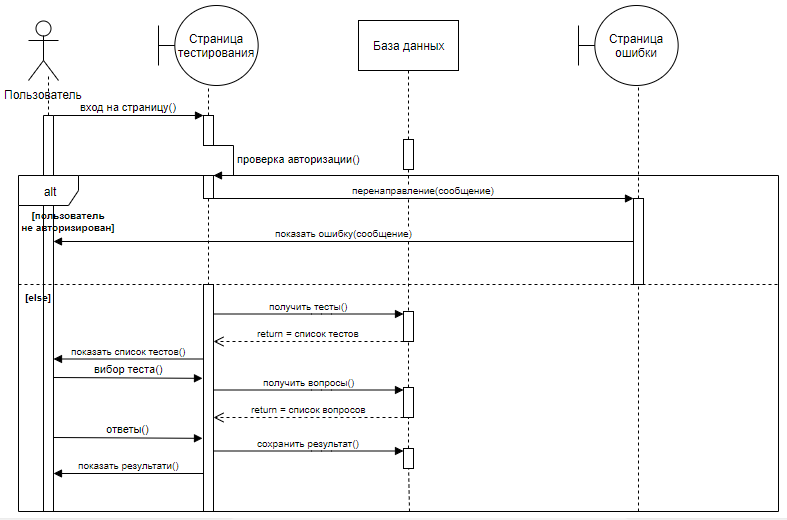 Пользователь
Страница
тестирования
База данных
Страница
ошибки
вход на страницу()
проверка авторизации()
alt
перенаправление(сообщение)
[пользователь
не авторизирован]
показать ошибку(сообщение)
[else]
получить тесты()
return = список тестов
показать список тестов()
вибор теста()
получить вопросы()
return = список вопросов
ответы()
сохранить результат()
показать результати()